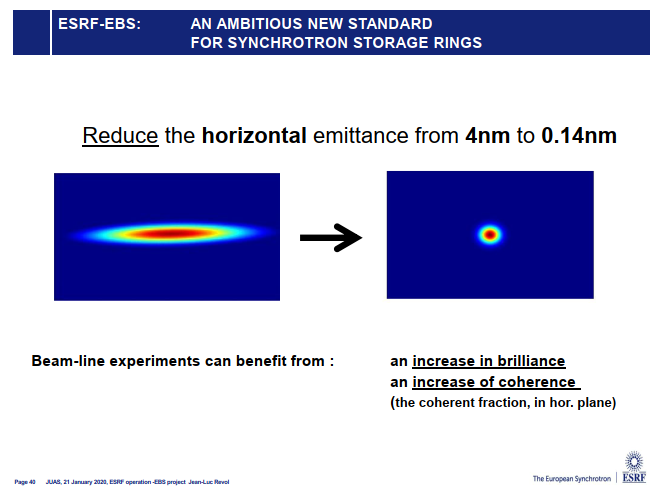 ESRF-EBS: AN AMBITIOUS NEW STANDARD
FOR SYNCHROTRON STORAGE RINGS
Reduce the horizontal emittance from 4nm to 0.14nm
Beam-line experiments can benefit from : an increase in brilliance
an increase of coherence
(the coherent fraction, in hor. plane)
Page 40 JUAS, 21 January 2020, ESRF operation -EBS project Jean-Luc Revol
The European Synchrotron ESRF